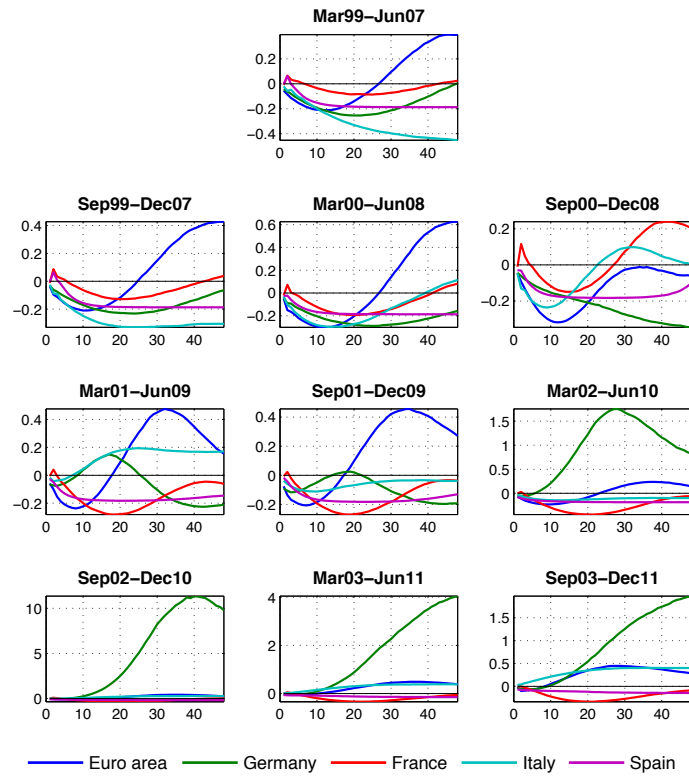 Mar99−Jun07
0.2
0
−0.2
−0.4
0 10 20 30 40
Sep99−Dec07 Mar00−Jun08 Sep00−Dec08
0.4
0.2
0
−0.2
0 10 20 30 40
0.6
0.4
0.2
0
−0.2
0 10 20 30 40
0.2
0
−0.2
0 10 20 30 40
Mar01−Jun09 Sep01−Dec09 Mar02−Jun10
0.4
0.2
0
−0.2
0 10 20 30 40
0.4
0.2
0
−0.2
0 10 20 30 40
1.5
1
0.5
0
0 10 20 30 40
Sep02−Dec10 Mar03−Jun11 Sep03−Dec11
10
5
0
0 10 20 30 40
4
2
0
0 10 20 30 40
1.5
1
0.5
0
0 10 20 30 40
Euro area Germany France Italy Spain